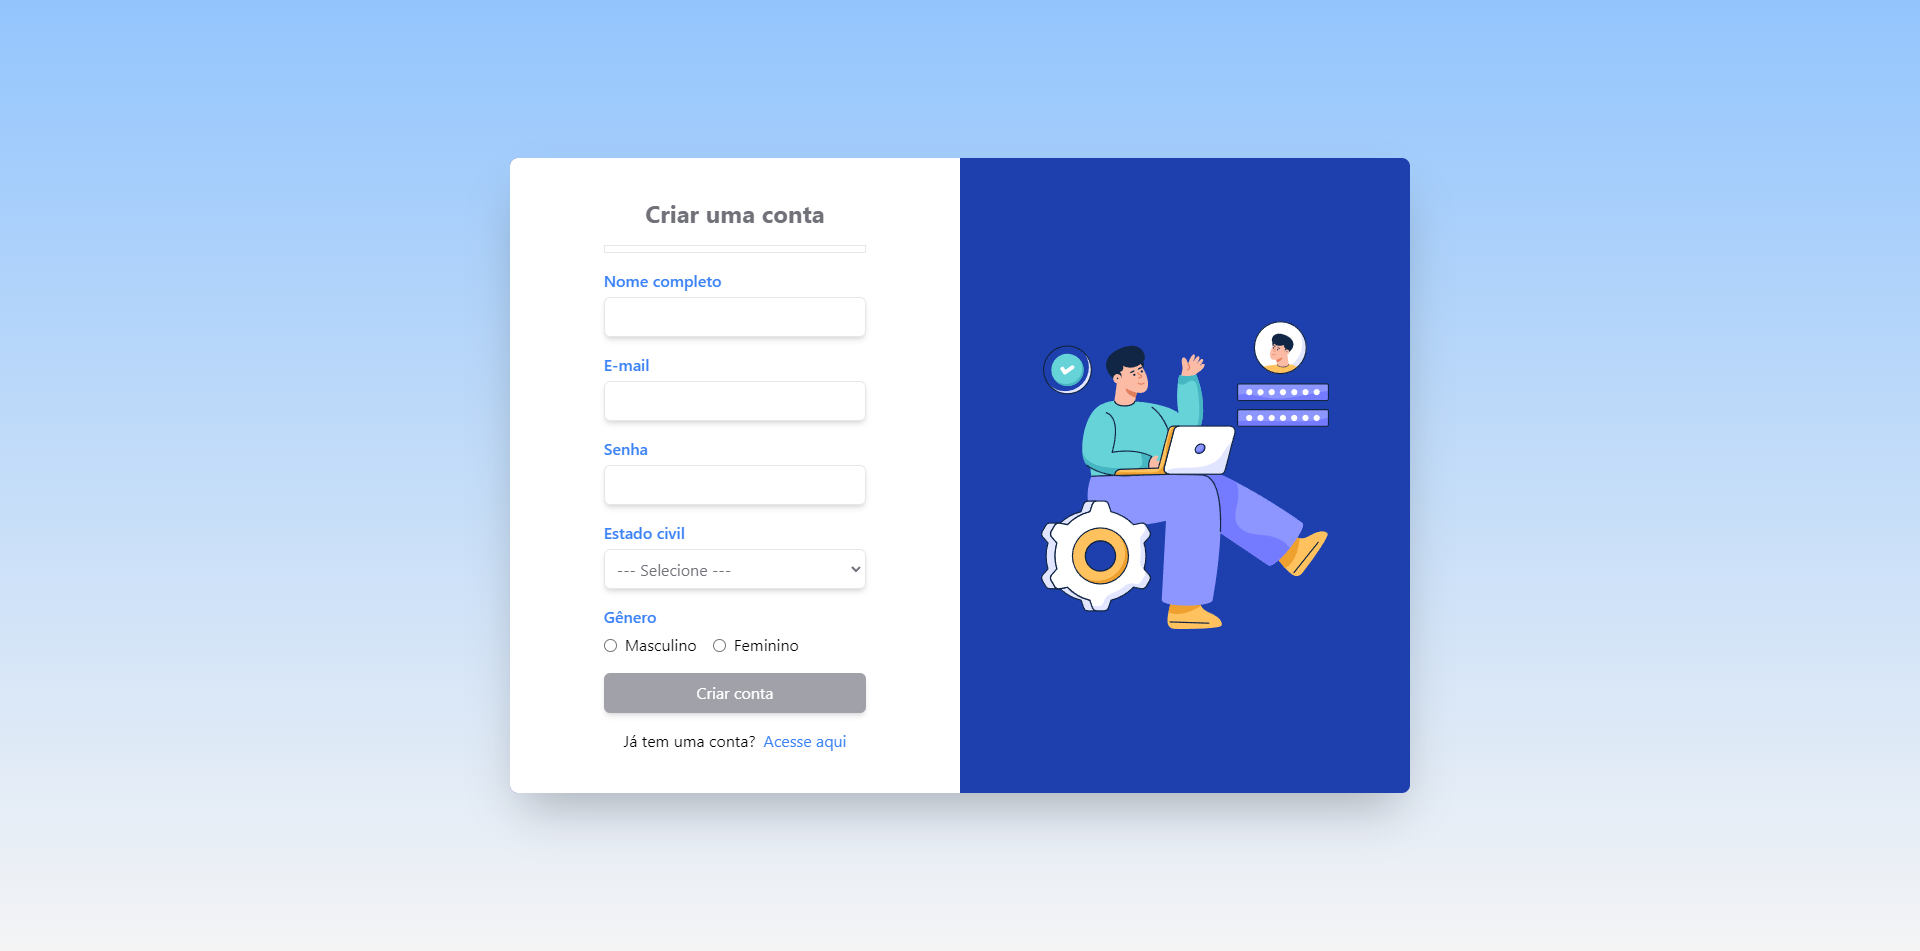 Criar uma conta
Nome completo
E-mail
Senha
Estado civil
--- Selecione ---
Gênero
Masculino Feminino
Criar conta
Já tem uma conta? Acesse aqui